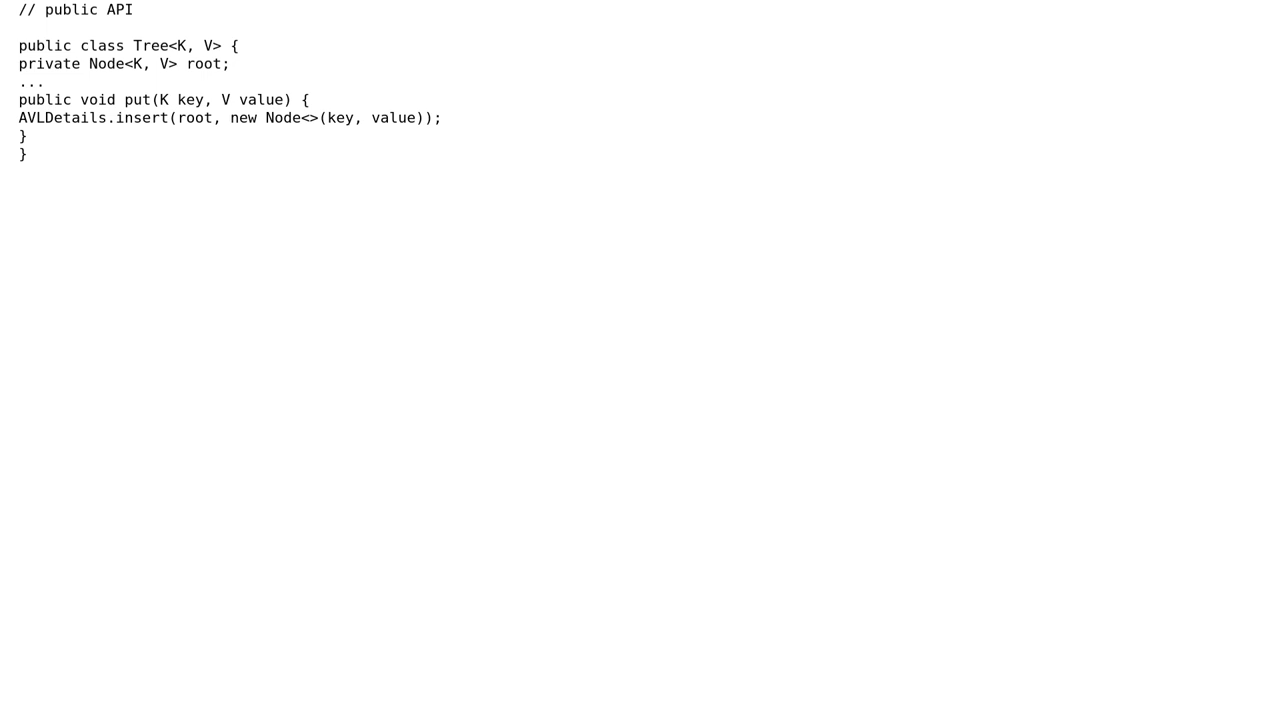 // public API

public class Tree<K, V> {
private Node<K, V> root;
...
public void put(K key, V value) {
AVLDetails.insert(root, new Node<>(key, value));
}
}